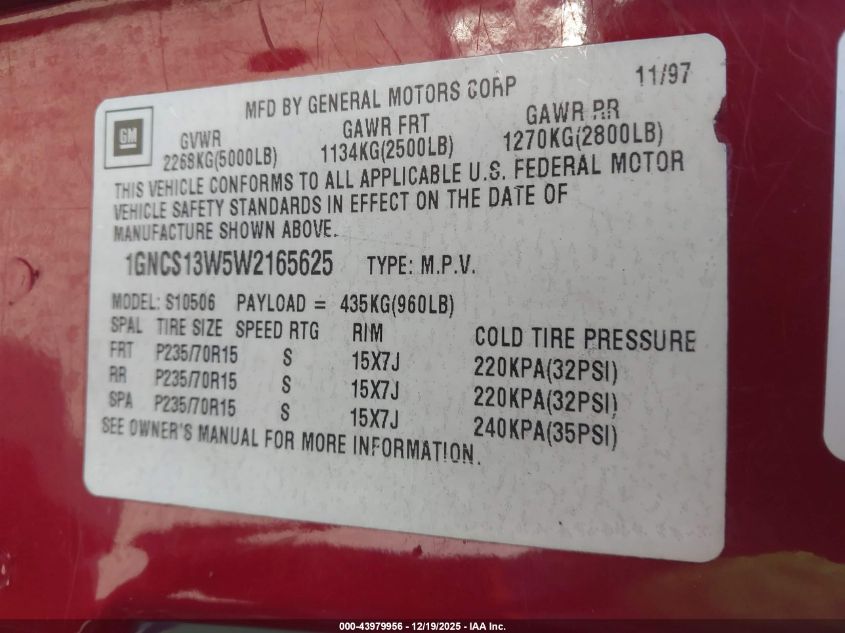 11/97
MFD BY GENERAL MOTORS CORP
GM
GVWR GAWR FRT GAWR RR
2268KG(5000LB) 1134KG(2500LB) 1270KG(2800LB)
THIS VEHICLE CONFORMS TO ALL APPLICABLE U.S. FEDERAL MOTOR
VEHICLE SAFETY STANDARDS IN EFFECT ON THE DATE OF
MANUFACTURE SHOWN ABOVE.
1GNCS13W5W2165625 TYPE: M.P.V.
MODEL: S10506 PAYLOAD = 435KG(960LB)
SPAL TIRE SIZE SPEED RTG RIM COLD TIRE PRESSURE
FRT P235/70R15 S 15X7J 220KPA(32PSI)
RR P235/70R15 S 15X7J 220KPA(32PSI)
SPA P235/70R15 S 15X7J 240KPA(35PSI)
SEE OWNER'S MANUAL FOR MORE INFORMATION.
000-43979956 - 12/19/2025 - IAA Inc.